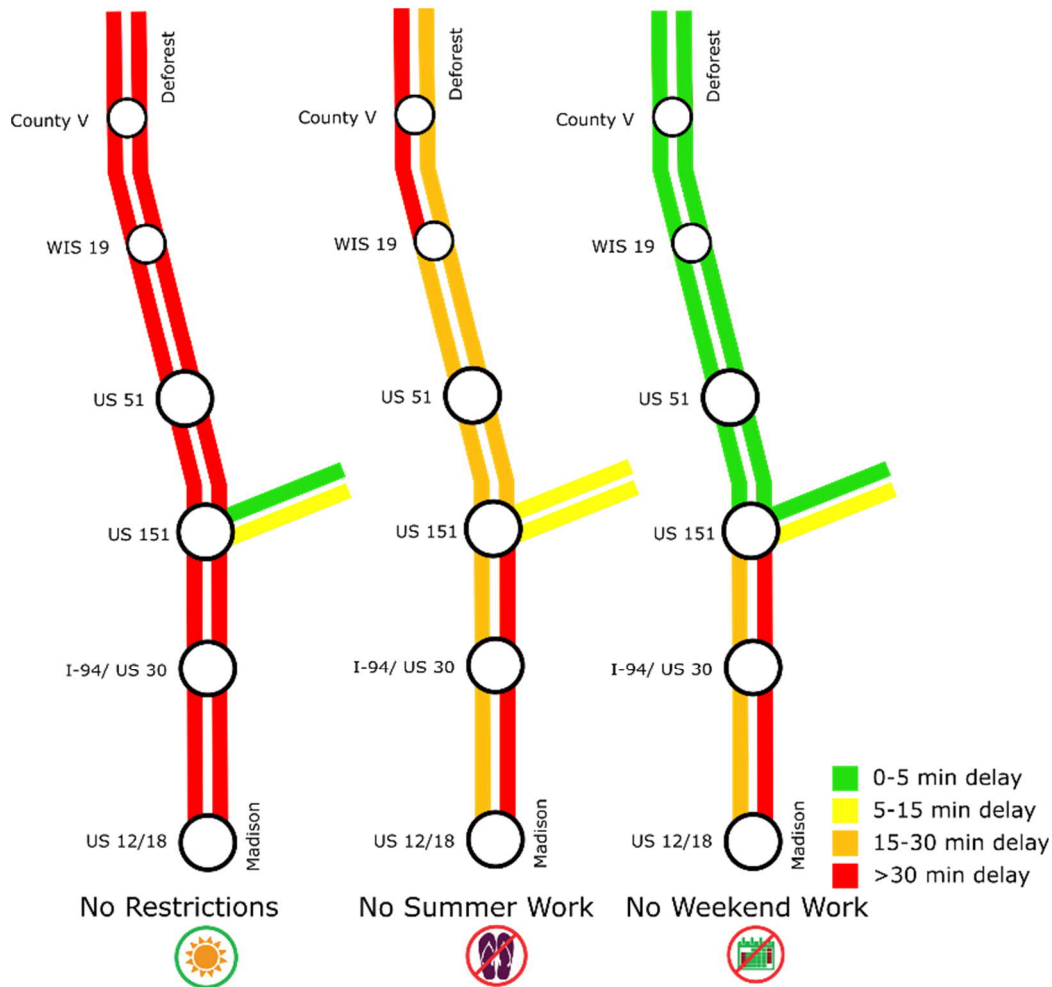 Deforest
County V
WIS 19
US 51
US 151
I-94/ US 30
US 12/18
Madison
No Restrictions
Deforest
County V
WIS 19
US 51
US 151
I-94/ US 30
US 12/18
Madison
No Summer Work
Deforest
County V
WIS 19
US 51
US 151
I-94/ US 30
US 12/18
Madison
No Weekend Work
0-5 min delay
5-15 min delay
15-30 min delay
>30 min delay